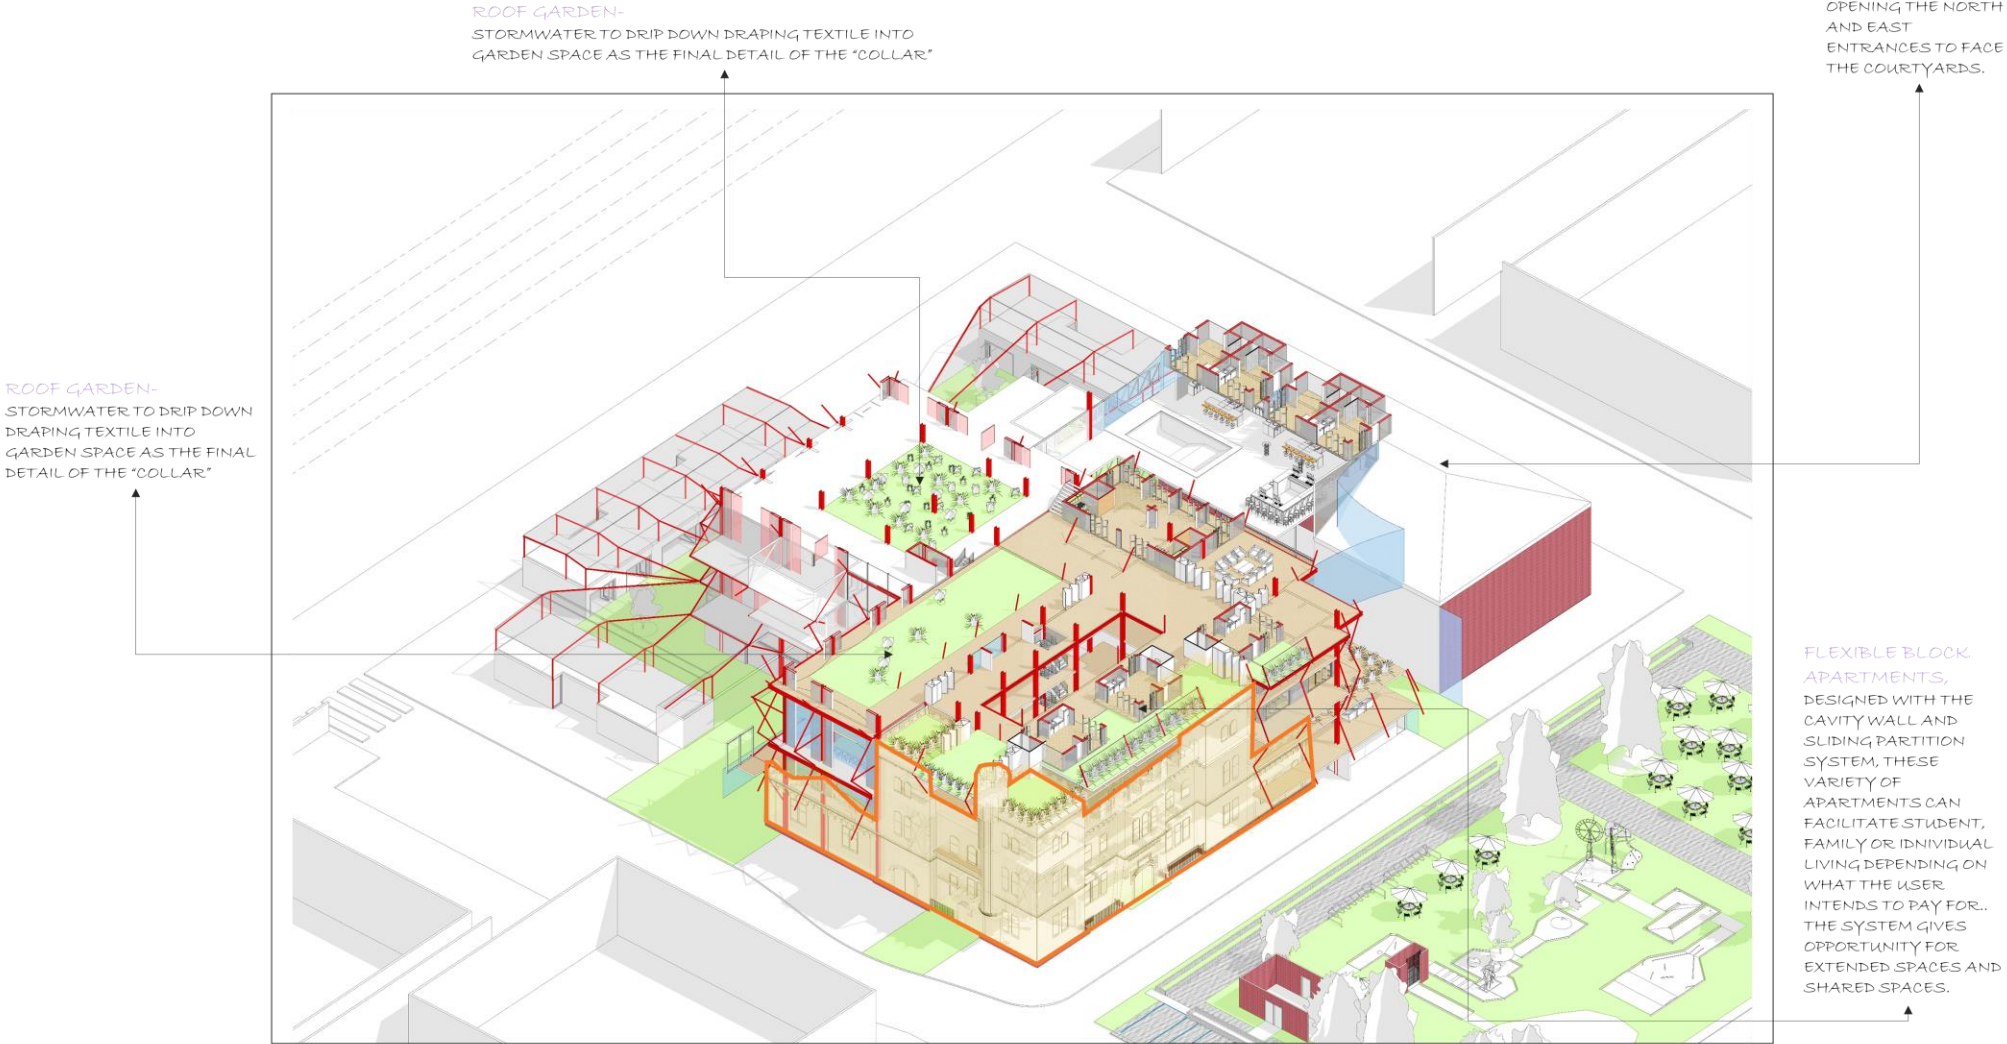 ROOF GARDEN-
STORMWATER TO DRIP DOWN DRAPING TEXTILE INTO
GARDEN SPACE AS THE FINAL DETAIL OF THE "COLLAR"
OPENING THE NORTH
AND EAST
ENTRANCES TO FACE
THE COURTYARDS.
ROOF GARDEN-
STORMWATER TO DRIP DOWN
DRAPING TEXTILE INTO
GARDEN SPACE AS THE FINAL
DETAIL OF THE "COLLAR"
FLEXIBLE BLOCK
APARTMENTS,
DESIGNED WITH THE
CAVITY WALL AND
SLIDING PARTITION
SYSTEM, THESE
VARIETY OF
APARTMENTS CAN
FACILITATE STUDENT,
FAMILY OR IDNIVIDUAL
LIVING DEPENDING ON
WHAT THE USER
INTENDS TO PAY FOR..
THE SYSTEM GIVES
OPPORTUNITY FOR
EXTENDED SPACES AND
SHARED SPACES.